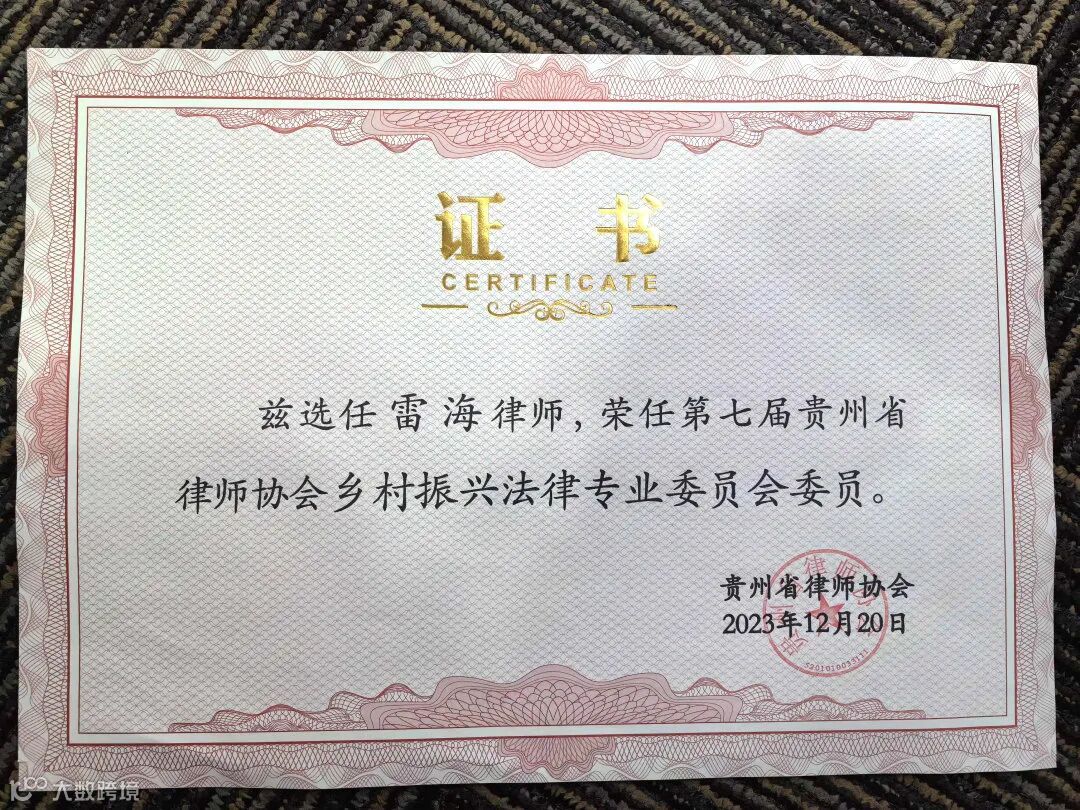 证 书
CERTIFICATE
兹选任 雷 海 律师，荣任第七届贵州省
律师协会乡村振兴法律专业委员会委员。
贵州省律师协会
2023年12月20日
大数跨境